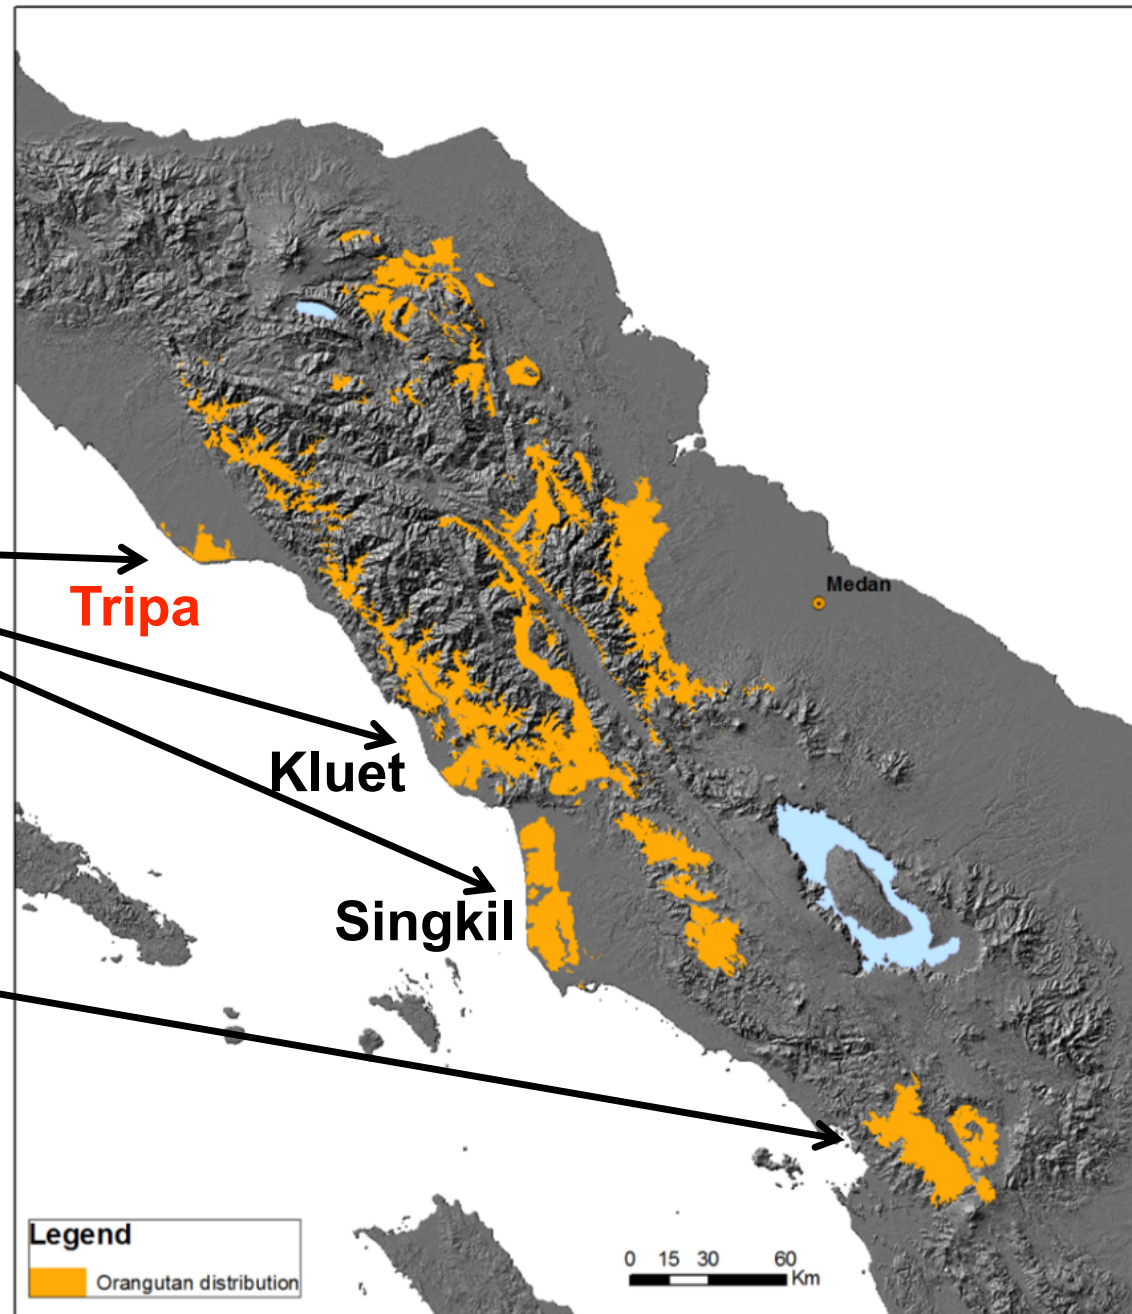 Medan
Tripa
Kluet
Singkil
Legend
Orangutan distribution
0 15 30 60
Km